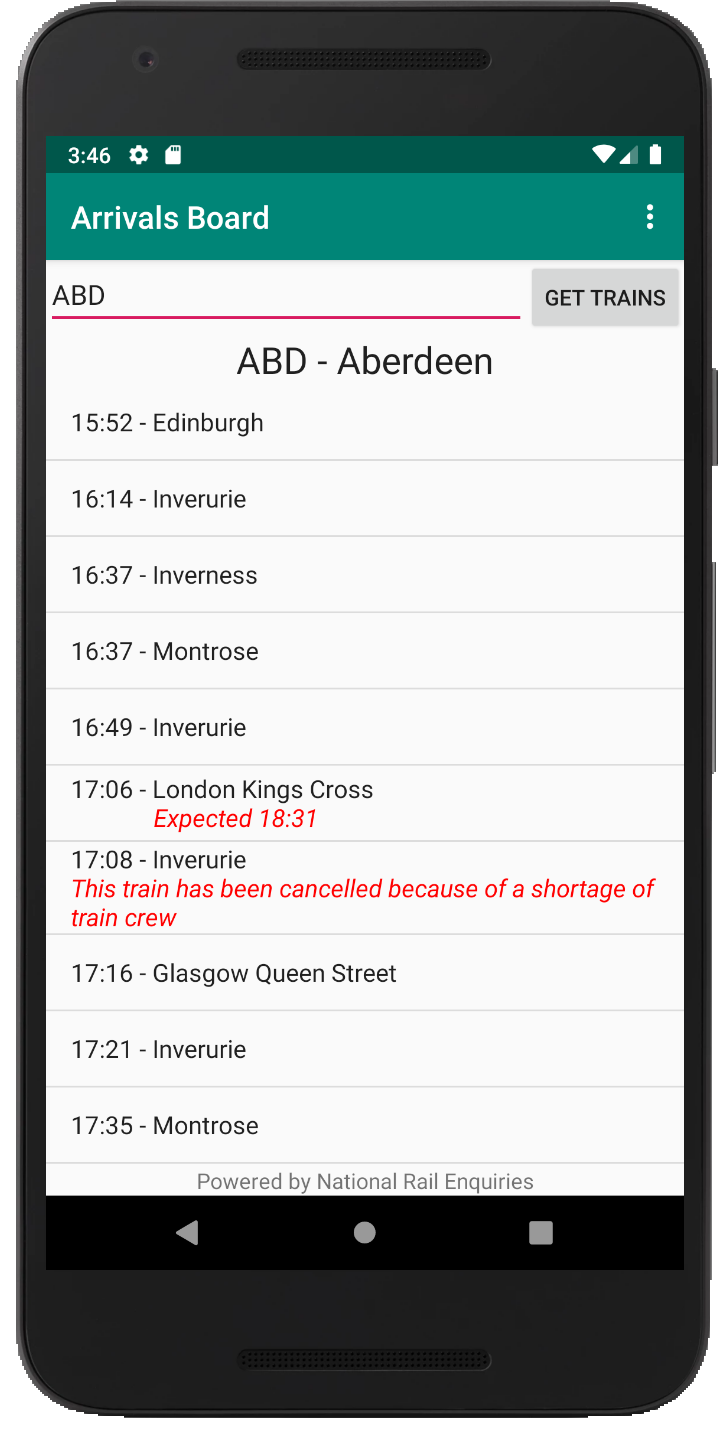 3:46
Arrivals Board
ABD
GET TRAINS
ABD - Aberdeen
15:52 - Edinburgh
16:14 - Inverurie
16:37 - Inverness
16:37 - Montrose
16:49 - Inverurie
17:06 - London Kings Cross
Expected 18:31
17:08 - Inverurie
This train has been cancelled because of a shortage of
train crew
17:16 - Glasgow Queen Street
17:21 - Inverurie
17:35 - Montrose
Powered by National Rail Enquiries